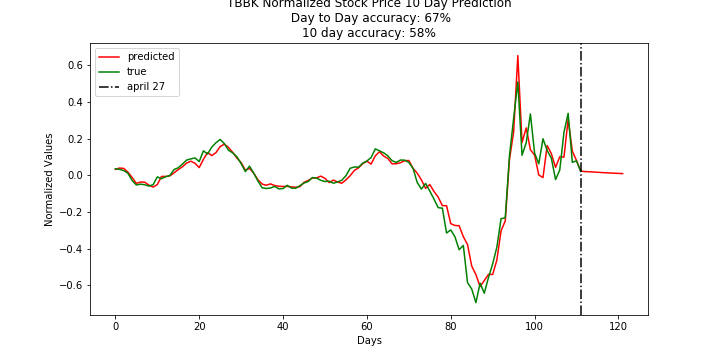 TBBK Normalized Stock Price 10 Day Prediction
Day to Day accuracy: 67%
10 day accuracy: 58%
predicted
true
april 27
Normalized Values
0.6
0.4
0.2
0.0
−0.2
−0.4
−0.6
0 20 40 60 80 100 120
Days